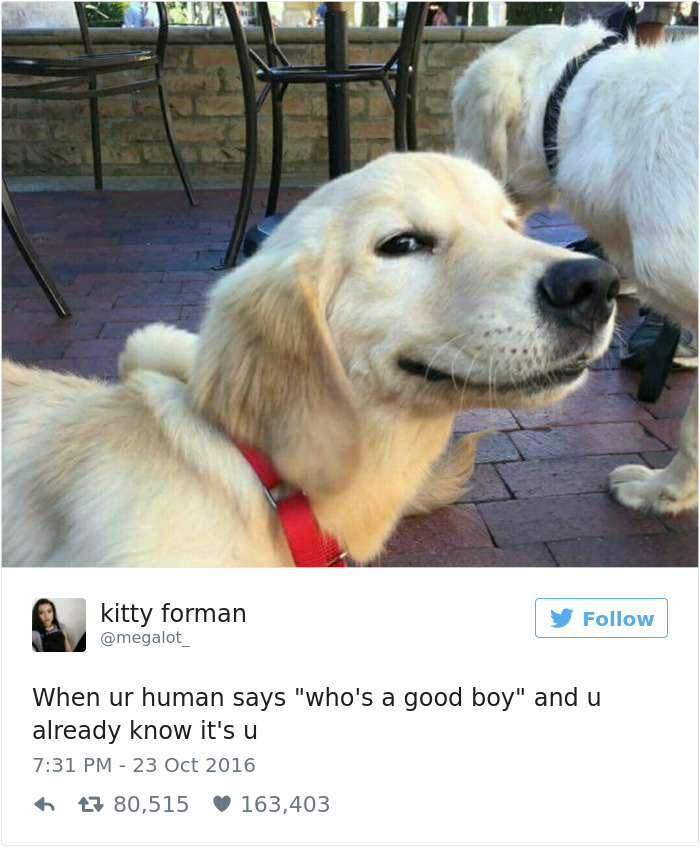 kitty forman
@megalot_
Follow
When ur human says "who's a good boy" and u
already know it's u
7:31 PM - 23 Oct 2016
80,515 163,403